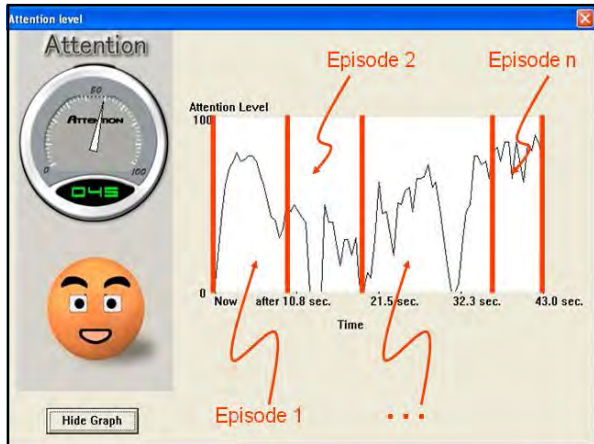 Attention level
Attention
50
ATTENTION
0
100
045
Hide Graph
Episode 2
Episode n
Attention Level
100
0
Now
after 10.8 sec.
21.5 sec.
32.3 sec.
43.0 sec.
Time
Episode 1
. . .